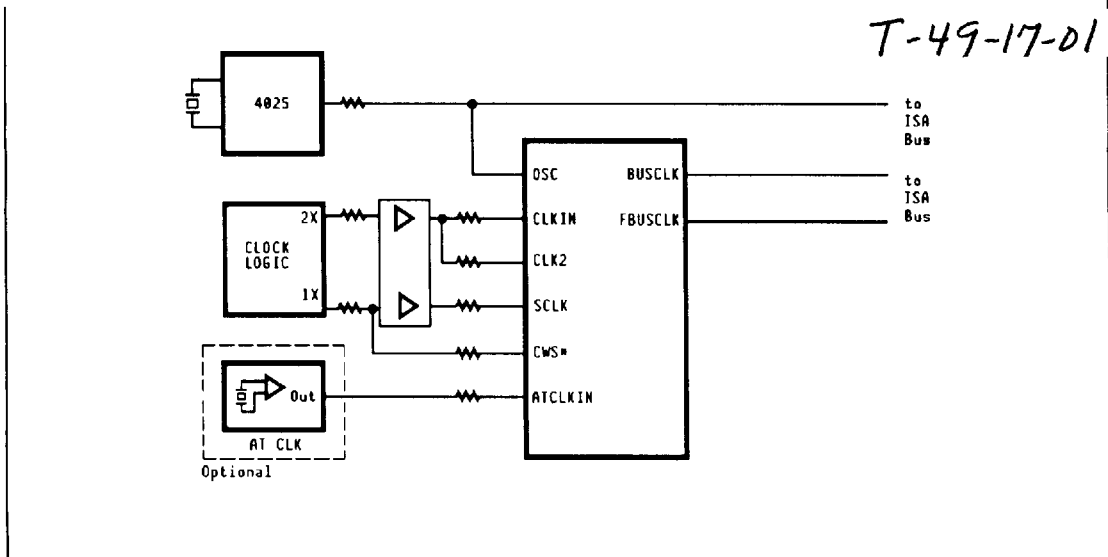 T-49-17-01
4025
to
ISA
Bus
OSC
BUSCLK
to
ISA
Bus
2X
CLKIN
FBUSCLK
CLOCK
LOGIC
CLK2
1X
SCLK
CWS*
Out
ATCLKIN
AT CLK
Optional